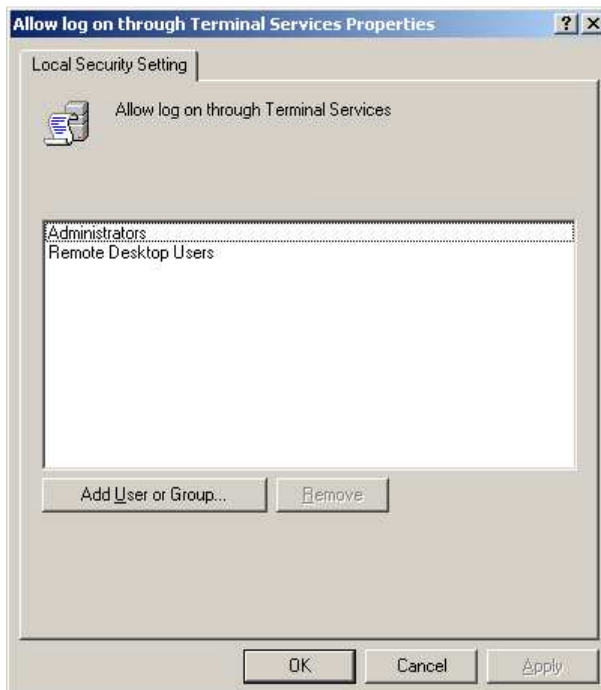 Allow log on through Terminal Services Properties
Local Security Setting
Allow log on through Terminal Services
Administrators
Remote Desktop Users
Add User or Group...
Remove
OK
Cancel
Apply